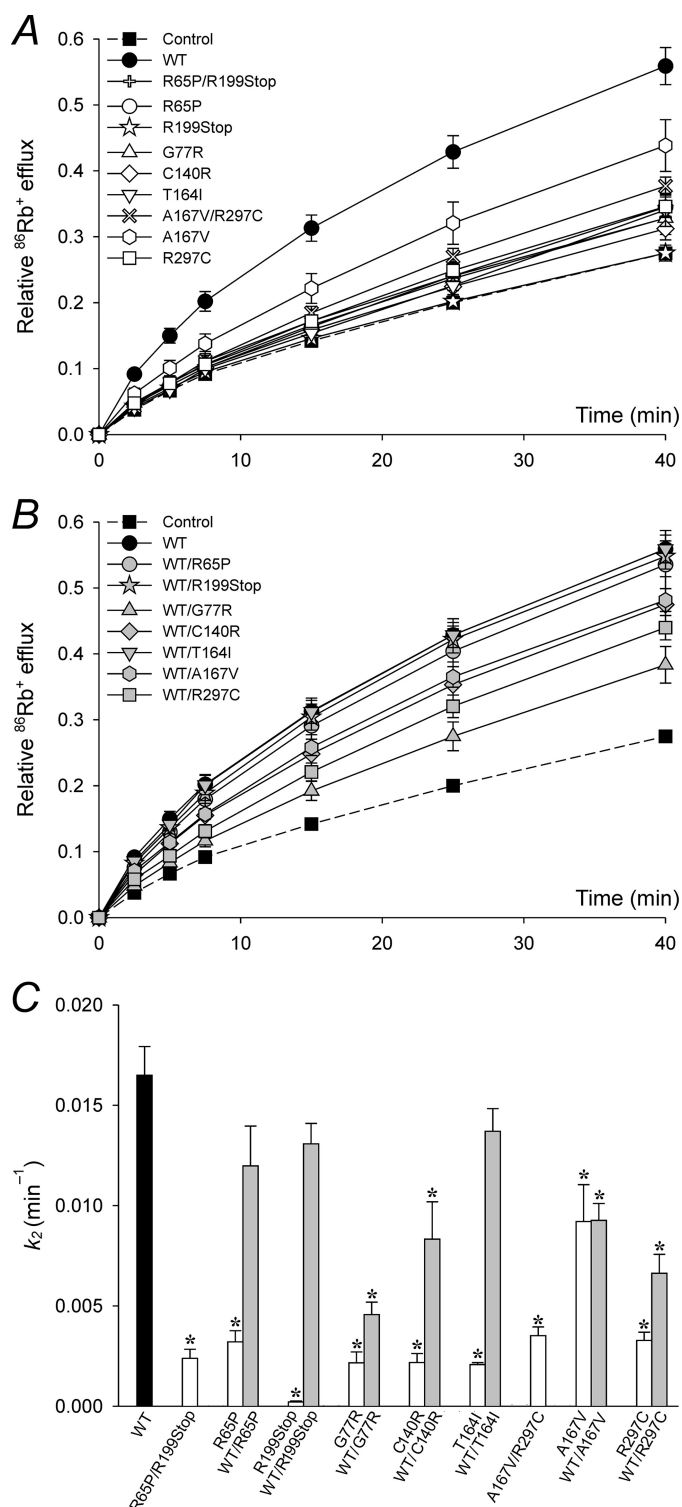 A
0.6
0.5
0.4
0.3
0.2
0.1
0.0
Relative ⁸⁶Rb⁺ efflux
Control
WT
R65P/R199Stop
R65P
R199Stop
G77R
C140R
T164I
A167V/R297C
A167V
R297C
Time (min)
0 10 20 30 40
B
0.6
0.5
0.4
0.3
0.2
0.1
0.0
Relative ⁸⁶Rb⁺ efflux
Control
WT
WT/R65P
WT/R199Stop
WT/G77R
WT/C140R
WT/T164I
WT/A167V
WT/R297C
Time (min)
0 10 20 30 40
C
0.020
0.015
0.010
0.005
0.000
k₂ (min⁻¹)
* * * * * * * * * * * * *
WT
R65P/R199Stop
R65P
WT/R65P
R199Stop
WT/R199Stop
G77R
WT/G77R
C140R
WT/C140R
T164I
WT/T164I
A167V/R297C
A167V
WT/A167V
R297C
WT/R297C